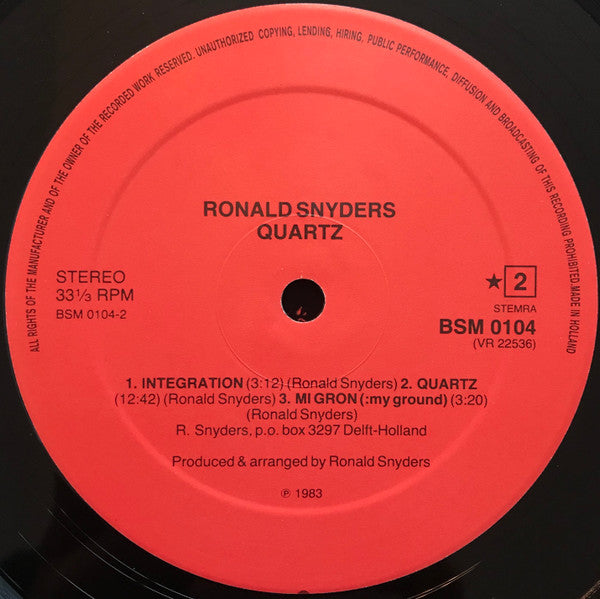 ALL RIGHTS OF THE MANUFACTURER AND OF THE OWNER OF THE RECORDED WORK RESERVED. UNAUTHORIZED COPYING, LENDING, HIRING, PUBLIC PERFORMANCE, DIFFUSION AND BROADCASTING OF THIS RECORDING PROHIBITED. MADE IN HOLLAND
RONALD SNYDERS
QUARTZ
STEREO
33 1/3 RPM
BSM 0104-2
★ 2
STEMRA
BSM 0104
(VR 22536)
1. INTEGRATION (3:12) (Ronald Snyders) 2. QUARTZ
(12:42) (Ronald Snyders) 3. MI GRON (:my ground) (3:20)
(Ronald Snyders)
R. Snyders, p.o. box 3297 Delft-Holland
Produced & arranged by Ronald Snyders
℗ 1983